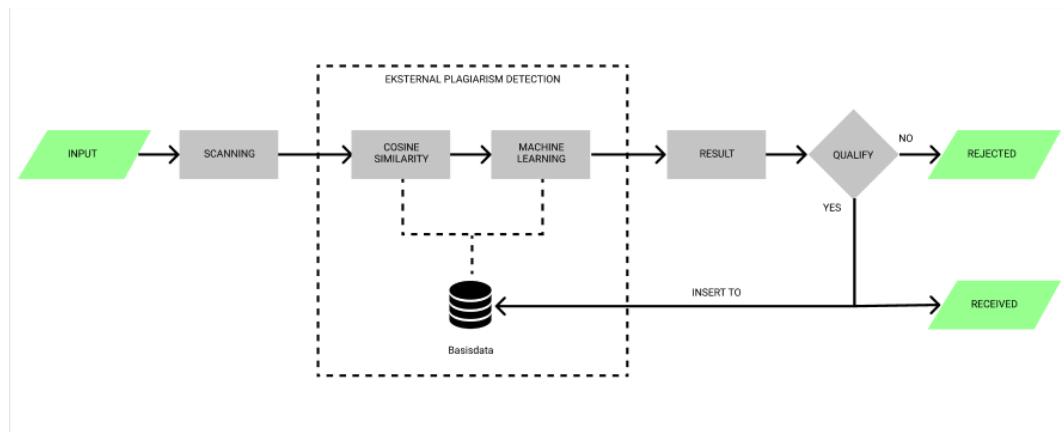 EKSTERNAL PLAGIARISM DETECTION
INPUT
SCANNING
COSINE
SIMILARITY
MACHINE
LEARNING
RESULT
QUALIFY
NO
REJECTED
YES
INSERT TO
RECEIVED
Basisdata